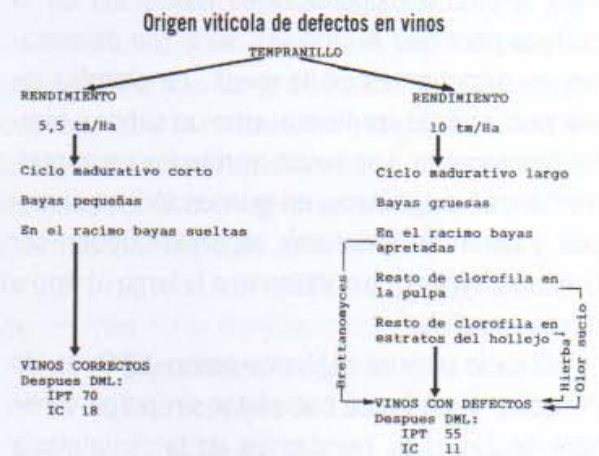 Origen vitícola de defectos en vinos
TEMPRANILLO
RENDIMIENTO
5,5 tm/Ha
Ciclo madurativo corto
Bayas pequeñas
En el racimo bayas sueltas
VINOS CORRECTOS
Despues DML:
IPT 70
IC 18
RENDIMIENTO
10 tm/Ha
Ciclo madurativo largo
Bayas gruesas
En el racimo bayas
apretadas
Resto de clorofila en
la pulpa
Resto de clorofila en
estratos del hollejo
Brettanomyces
Hierba
Olor sucio
VINOS CON DEFECTOS
Despues DML:
IPT 55
IC 11